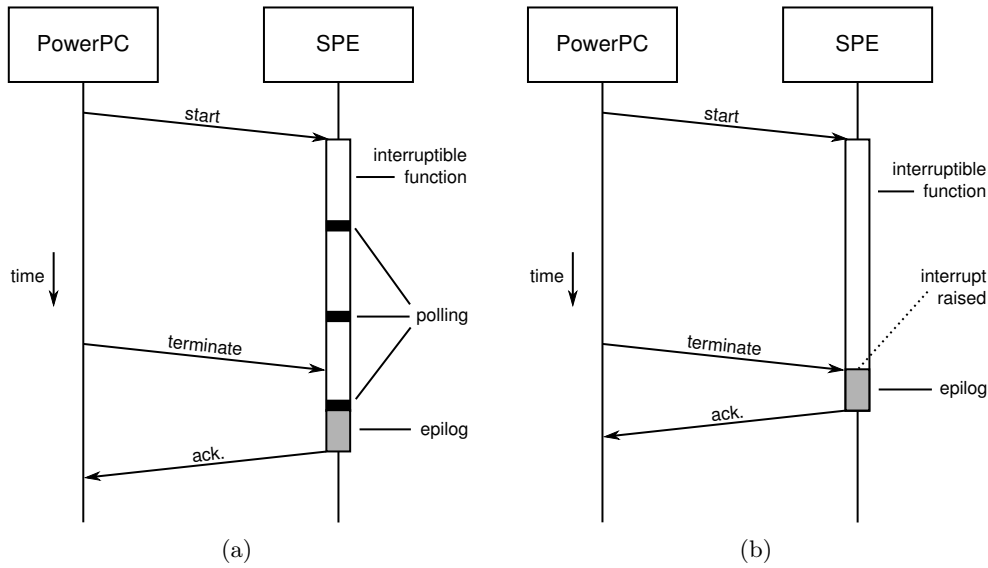 PowerPC
SPE
start
interruptible
function
time
polling
terminate
epilog
ack.
(a)
PowerPC
SPE
start
interruptible
function
time
interrupt
raised
terminate
epilog
ack.
(b)